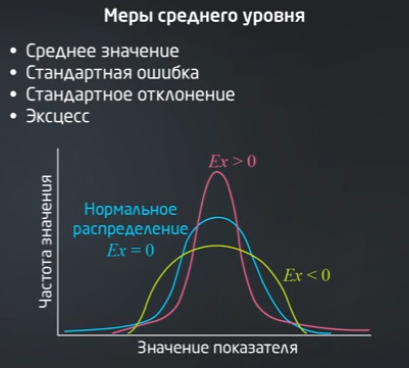 Меры среднего уровня
• Среднее значение
• Стандартная ошибка
• Стандартное отклонение
• Эксцесс
Ex > 0
Нормальное
распределение
Ex = 0
Ex < 0
Частота значения
Значение показателя